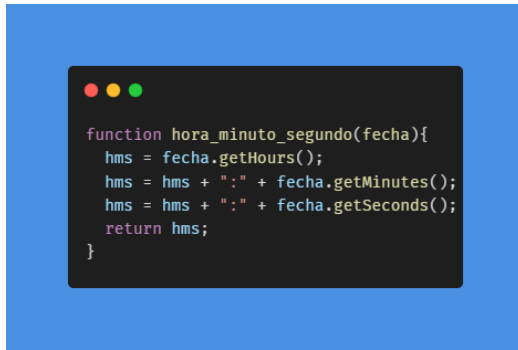 function hora_minuto_segundo(fecha){
  hms = fecha.getHours();
  hms = hms + ":" + fecha.getMinutes();
  hms = hms + ":" + fecha.getSeconds();
  return hms;
}